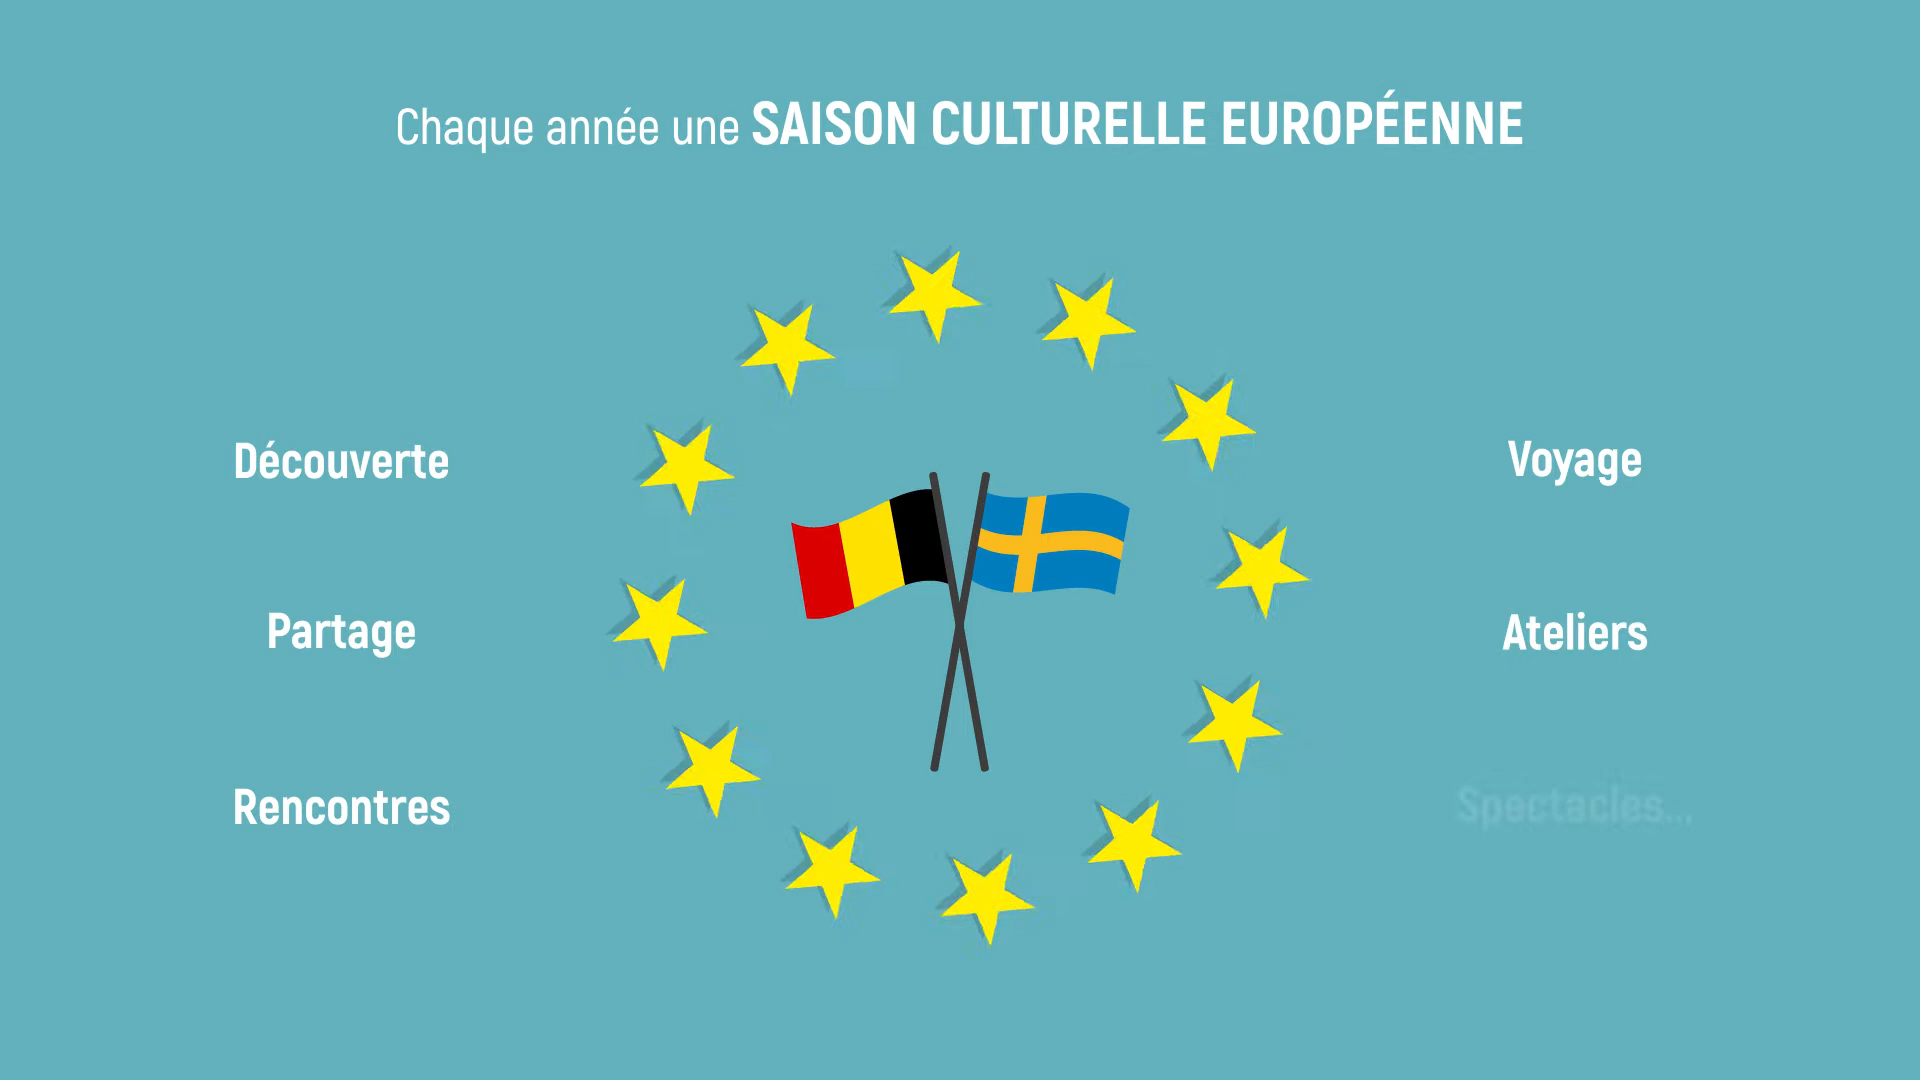 Chaque année une SAISON CULTURELLE EUROPÉENNE
Découverte
Partage
Rencontres
Voyage
Ateliers
Spectacles...